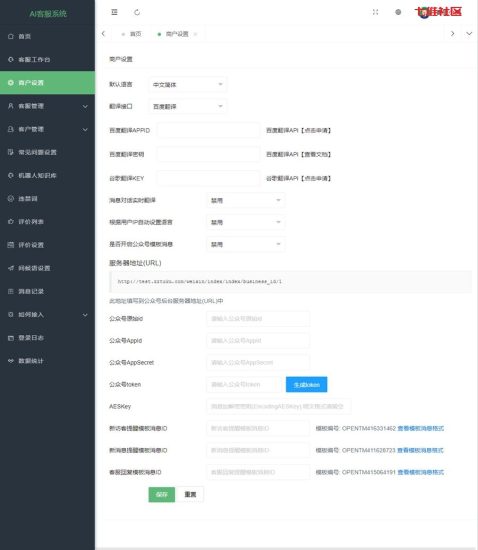 AI客服系统
首页
客服工作台
商户设置
客服管理
客户管理
常见问题设置
机器人知识库
违禁词
评价列表
评价设置
问候语设置
消息记录
如何接入
登录日志
数据统计
首页
商户设置
商户设置
默认语言 中文简体
翻译接口 百度翻译
百度翻译APPID 百度翻译API【点击申请】
百度翻译密钥 百度翻译API【查看文档】
谷歌翻译KEY 谷歌翻译API【点击申请】
消息对话实时翻译 禁用
根据用户IP自动设置语言 禁用
是否开启公众号模板消息 禁用
服务器地址(URL)
此地址填写到公众号后台服务器地址(URL)中
公众号原始id 请输入公众号原始id
公众号AppId 请输入公众号Appid
公众号AppSecret 请输入公众号AppSecret
公众号token 请输入公众号token 生成token
AESKey 消息加解密密钥(EncodingAESKey),明文格式请留空
新访客提醒模板消息ID 新访客提醒模板消息ID 模板编号: OPENTM416331462 查看模板消息格式
新消息提醒模板消息ID 新消息提醒模板消息ID 模板编号: OPENTM411628723 查看模板消息格式
客服回复模板消息ID 客服回复提醒模板消息ID 模板编号: OPENTM415064191 查看模板消息格式
保存 重置